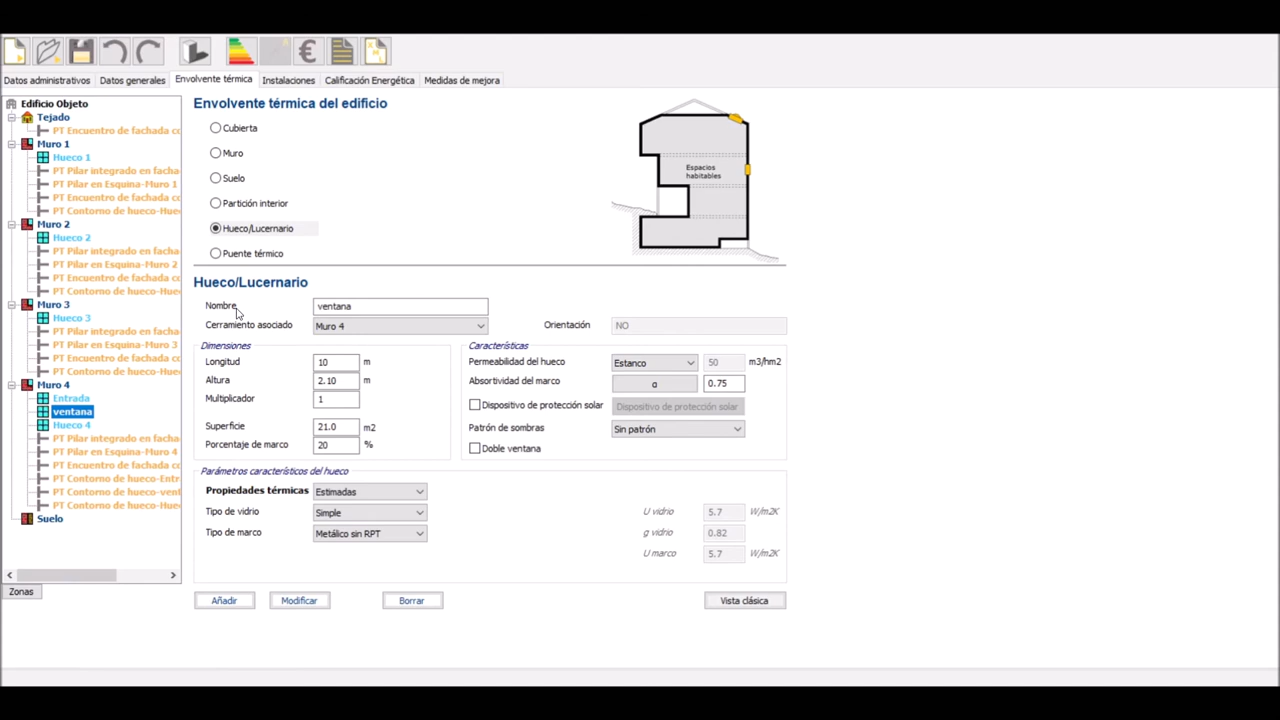 XML
Datos administrativos Datos generales Envolvente térmica Instalaciones Calificación Energética Medidas de mejora
Edificio Objeto
Tejado
PT Encuentro de fachada co
Muro 1
Hueco 1
PT Pilar integrado en facha
PT Pilar en Esquina-Muro 1
PT Encuentro de fachada co
PT Contorno de hueco-Hue
Muro 2
Hueco 2
PT Pilar integrado en facha
PT Pilar en Esquina-Muro 2
PT Encuentro de fachada co
PT Contorno de hueco-Hue
Muro 3
Hueco 3
PT Pilar integrado en facha
PT Pilar en Esquina-Muro 3
PT Encuentro de fachada co
PT Contorno de hueco-Hue
Muro 4
Entrada
ventana
Hueco 4
PT Pilar integrado en facha
PT Pilar en Esquina-Muro 4
PT Encuentro de fachada co
PT Contorno de hueco-Entr
PT Contorno de hueco-vent
PT Contorno de hueco-Hue
Suelo
Zonas
Envolvente térmica del edificio
Cubierta
Muro
Suelo
Partición interior
Hueco/Lucernario
Puente térmico
Espacios
habitables
Hueco/Lucernario
Nombre ventana
Cerramiento asociado Muro 4 Orientación NO
Dimensiones
Longitud 10 m
Altura 2.10 m
Multiplicador 1
Superficie 21.0 m2
Porcentaje de marco 20 %
Características
Permeabilidad del hueco Estanco 50 m3/hm2
Absortividad del marco α 0.75
Dispositivo de protección solar Dispositivo de protección solar
Patrón de sombras Sin patrón
Doble ventana
Parámetros característicos del hueco
Propiedades térmicas Estimadas
Tipo de vidrio Simple U vidrio 5.7 W/m2K
Tipo de marco Metálico sin RPT g vidrio 0.82
U marco 5.7 W/m2K
Añadir Modificar Borrar Vista clásica